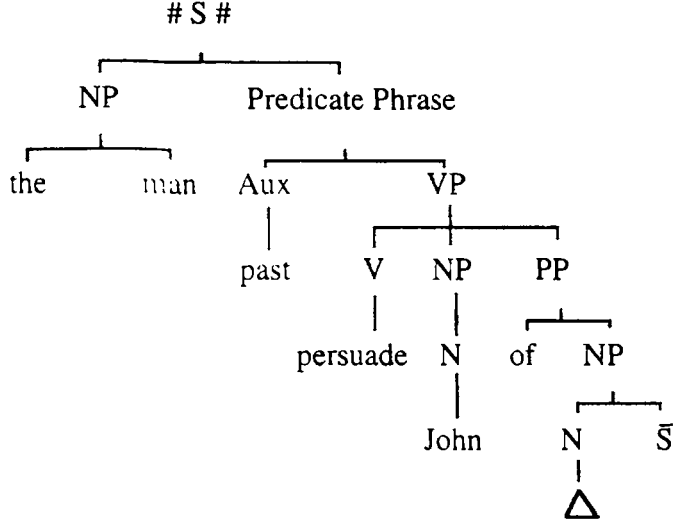 # S #
NP Predicate Phrase
the man Aux VP
past V NP PP
persuade N of NP
John N S̄
Δ